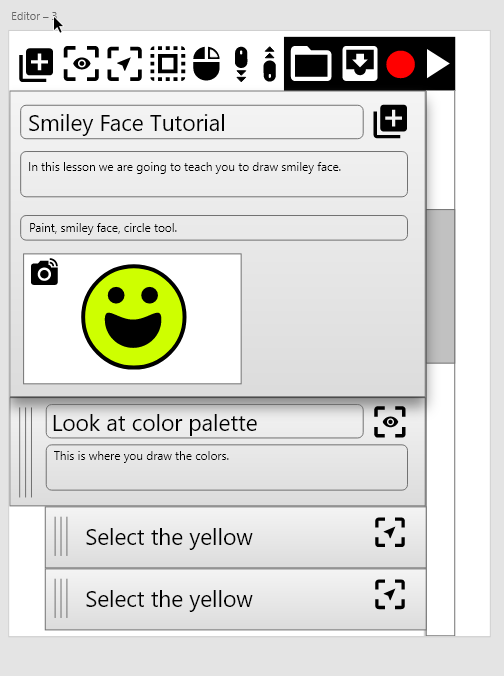 Editor – 3
Smiley Face Tutorial
In this lesson we are going to teach you to draw smiley face.
Paint, smiley face, circle tool.
Look at color palette
This is where you draw the colors.
Select the yellow
Select the yellow